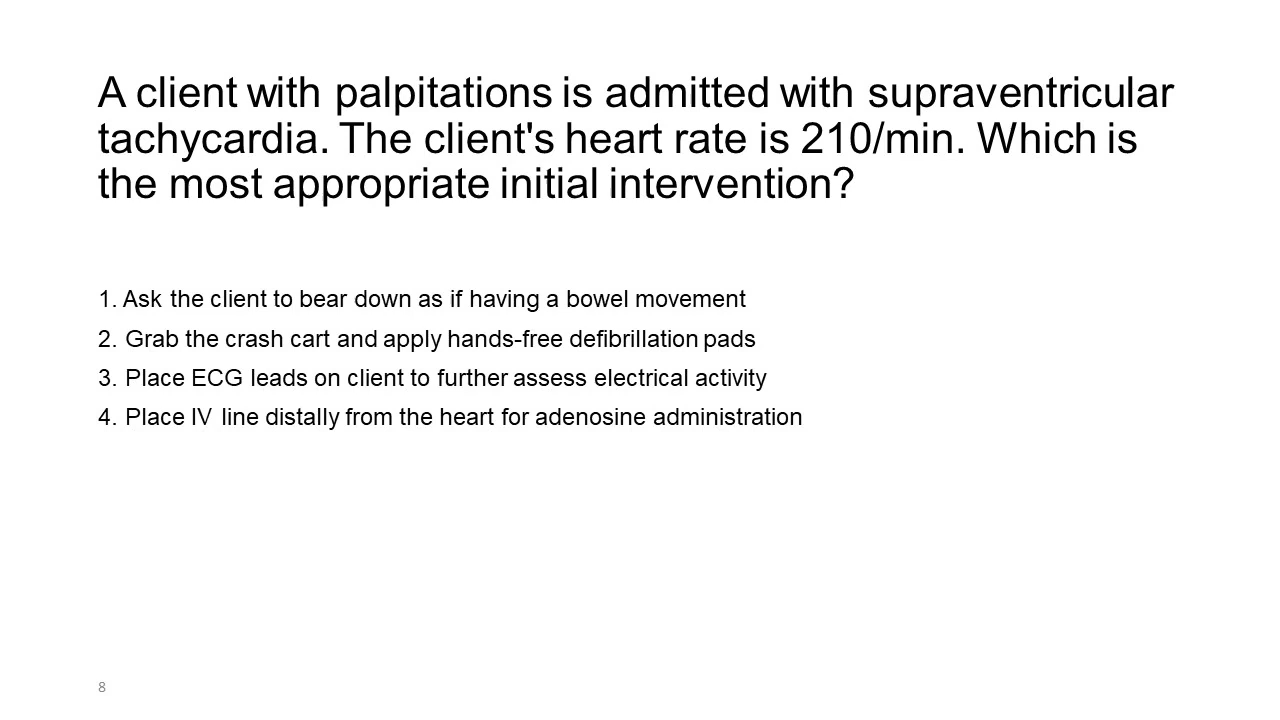 A client with palpitations is admitted with supraventricular
tachycardia. The client's heart rate is 210/min. Which is
the most appropriate initial intervention?
1. Ask the client to bear down as if having a bowel movement
2. Grab the crash cart and apply hands-free defibrillation pads
3. Place ECG leads on client to further assess electrical activity
4. Place IV line distally from the heart for adenosine administration
8